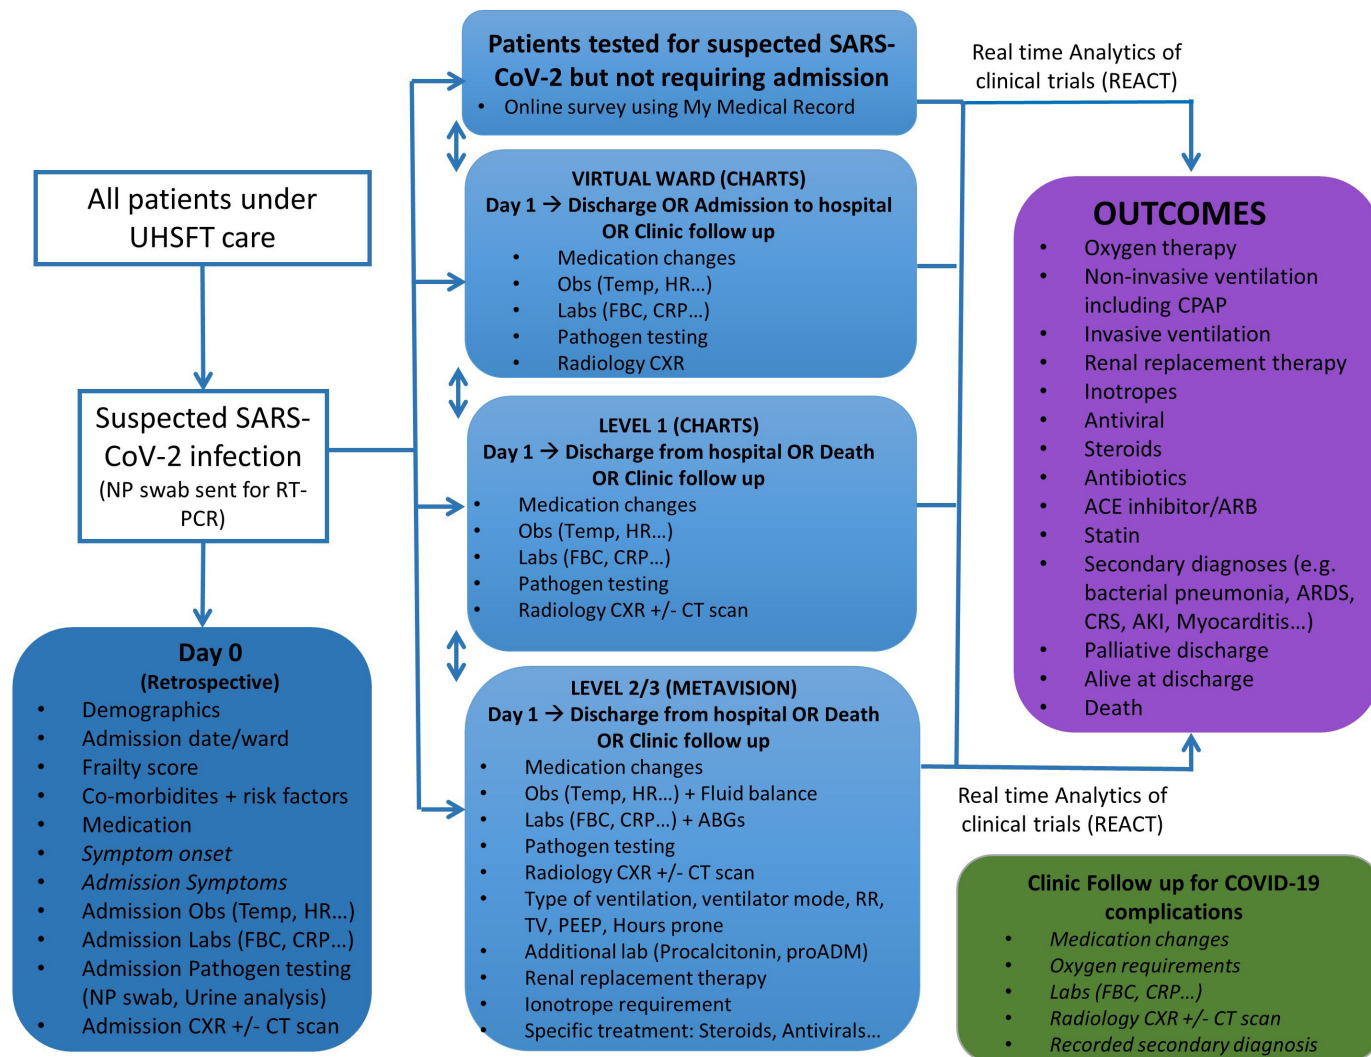 All patients under
UHSFT care
Suspected SARS-
CoV-2 infection
(NP swab sent for RT-
PCR)
Day 0
(Retrospective)
• Demographics
• Admission date/ward
• Frailty score
• Co-morbidites + risk factors
• Medication
• Symptom onset
• Admission Symptoms
• Admission Obs (Temp, HR...)
• Admission Labs (FBC, CRP...)
• Admission Pathogen testing
(NP swab, Urine analysis)
• Admission CXR +/- CT scan
Patients tested for suspected SARS-
CoV-2 but not requiring admission
• Online survey using My Medical Record
VIRTUAL WARD (CHARTS)
Day 1 → Discharge OR Admission to hospital
OR Clinic follow up
• Medication changes
• Obs (Temp, HR...)
• Labs (FBC, CRP...)
• Pathogen testing
• Radiology CXR
LEVEL 1 (CHARTS)
Day 1 → Discharge from hospital OR Death
OR Clinic follow up
• Medication changes
• Obs (Temp, HR...)
• Labs (FBC, CRP...)
• Pathogen testing
• Radiology CXR +/- CT scan
LEVEL 2/3 (METAVISION)
Day 1 → Discharge from hospital OR Death
OR Clinic follow up
• Medication changes
• Obs (Temp, HR...) + Fluid balance
• Labs (FBC, CRP...) + ABGs
• Pathogen testing
• Radiology CXR +/- CT scan
• Type of ventilation, ventilator mode, RR,
TV, PEEP, Hours prone
• Additional lab (Procalcitonin, proADM)
• Renal replacement therapy
• Ionotrope requirement
• Specific treatment: Steroids, Antivirals...
Real time Analytics of
clinical trials (REACT)
OUTCOMES
• Oxygen therapy
• Non-invasive ventilation
including CPAP
• Invasive ventilation
• Renal replacement therapy
• Inotropes
• Antiviral
• Steroids
• Antibiotics
• ACE inhibitor/ARB
• Statin
• Secondary diagnoses (e.g.
bacterial pneumonia, ARDS,
CRS, AKI, Myocarditis...)
• Palliative discharge
• Alive at discharge
• Death
Real time Analytics of
clinical trials (REACT)
Clinic Follow up for COVID-19
complications
• Medication changes
• Oxygen requirements
• Labs (FBC, CRP...)
• Radiology CXR +/- CT scan
• Recorded secondary diagnosis